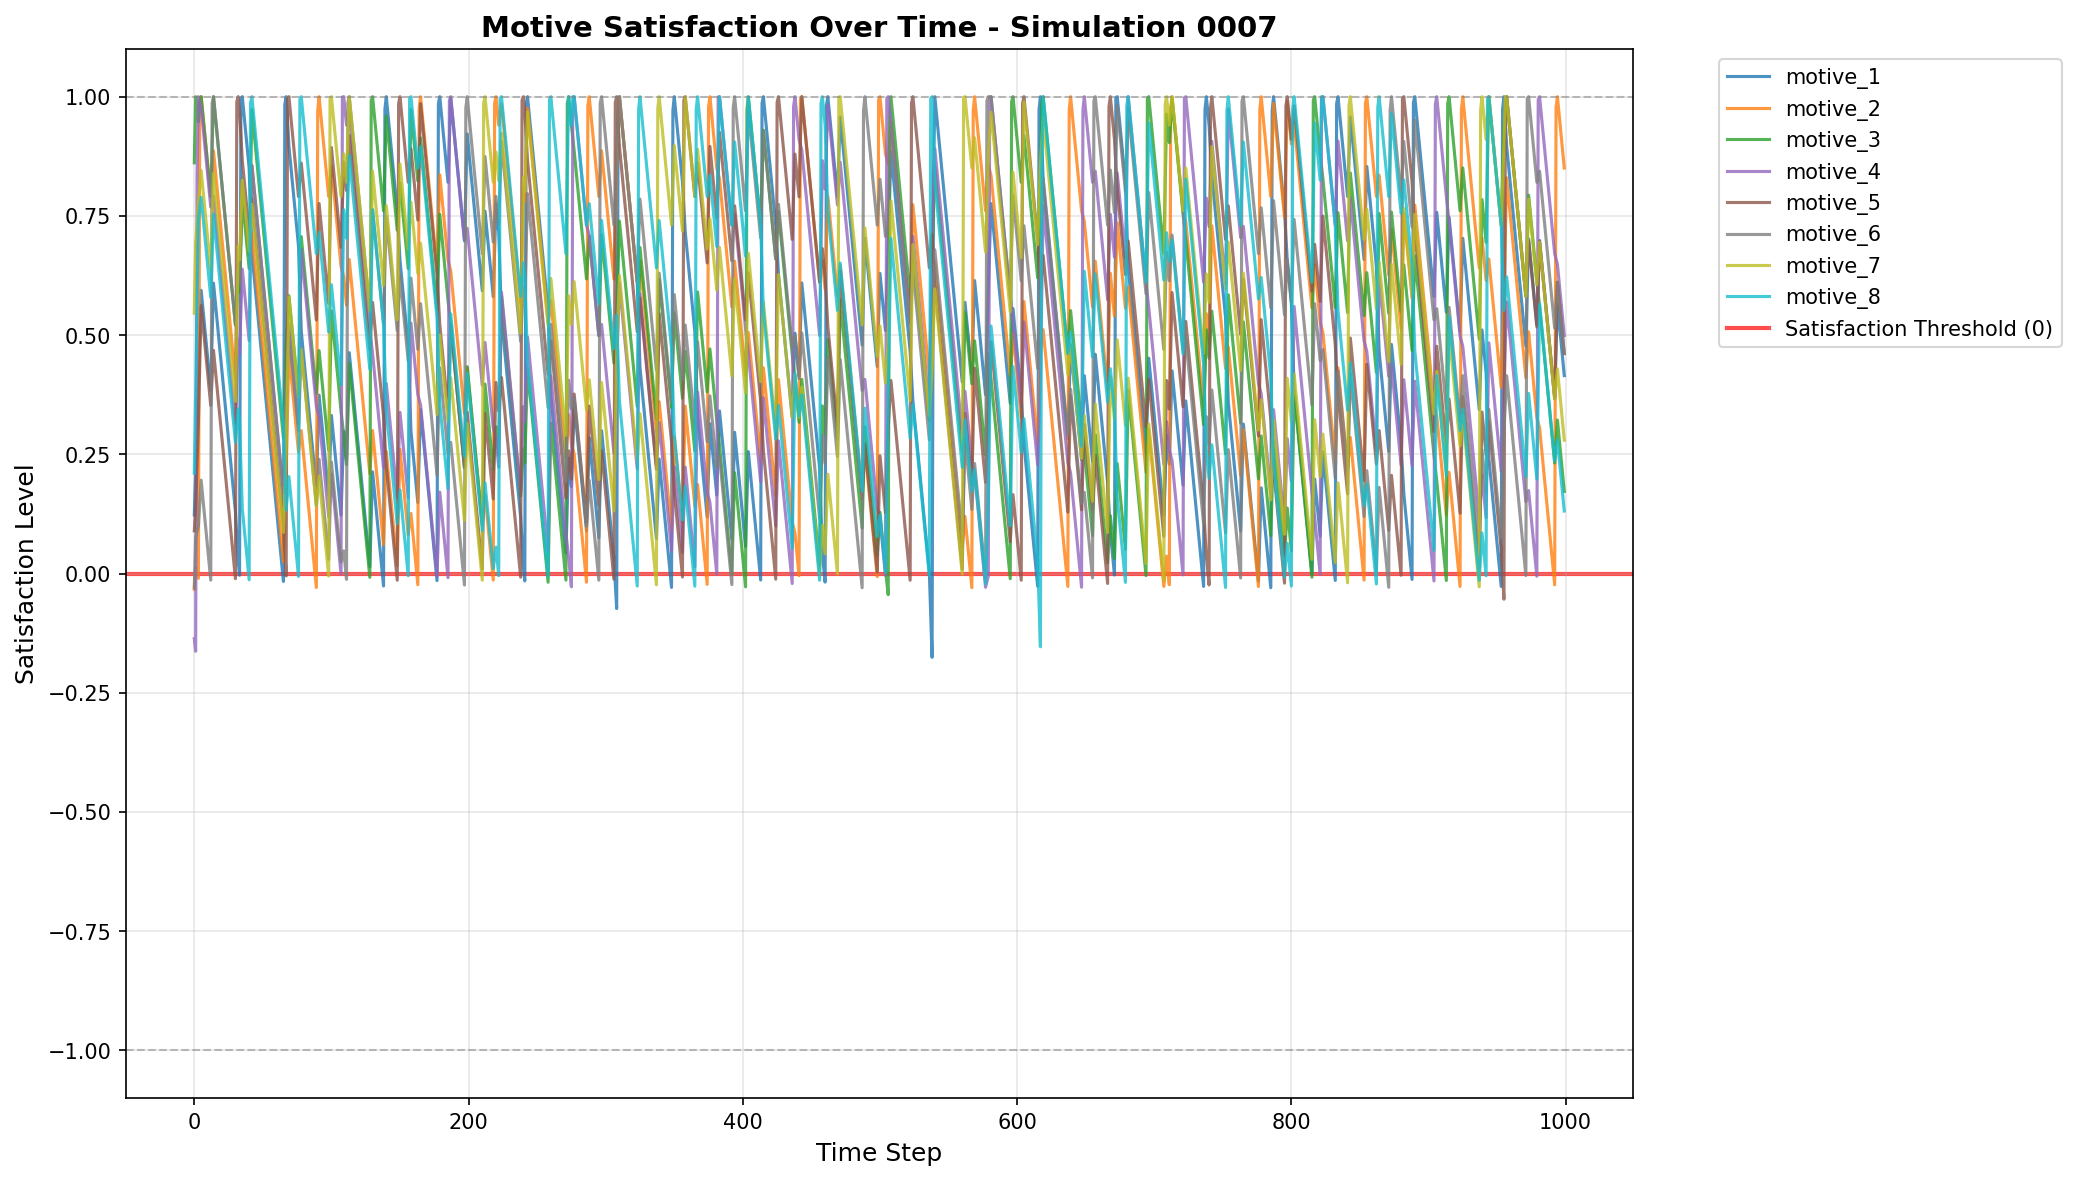 Motive Satisfaction Over Time - Simulation 0007
motive_1
motive_2
motive_3
motive_4
motive_5
motive_6
motive_7
motive_8
Satisfaction Threshold (0)
Satisfaction Level
1.00
0.75
0.50
0.25
0.00
−0.25
−0.50
−0.75
−1.00
0 200 400 600 800 1000
Time Step